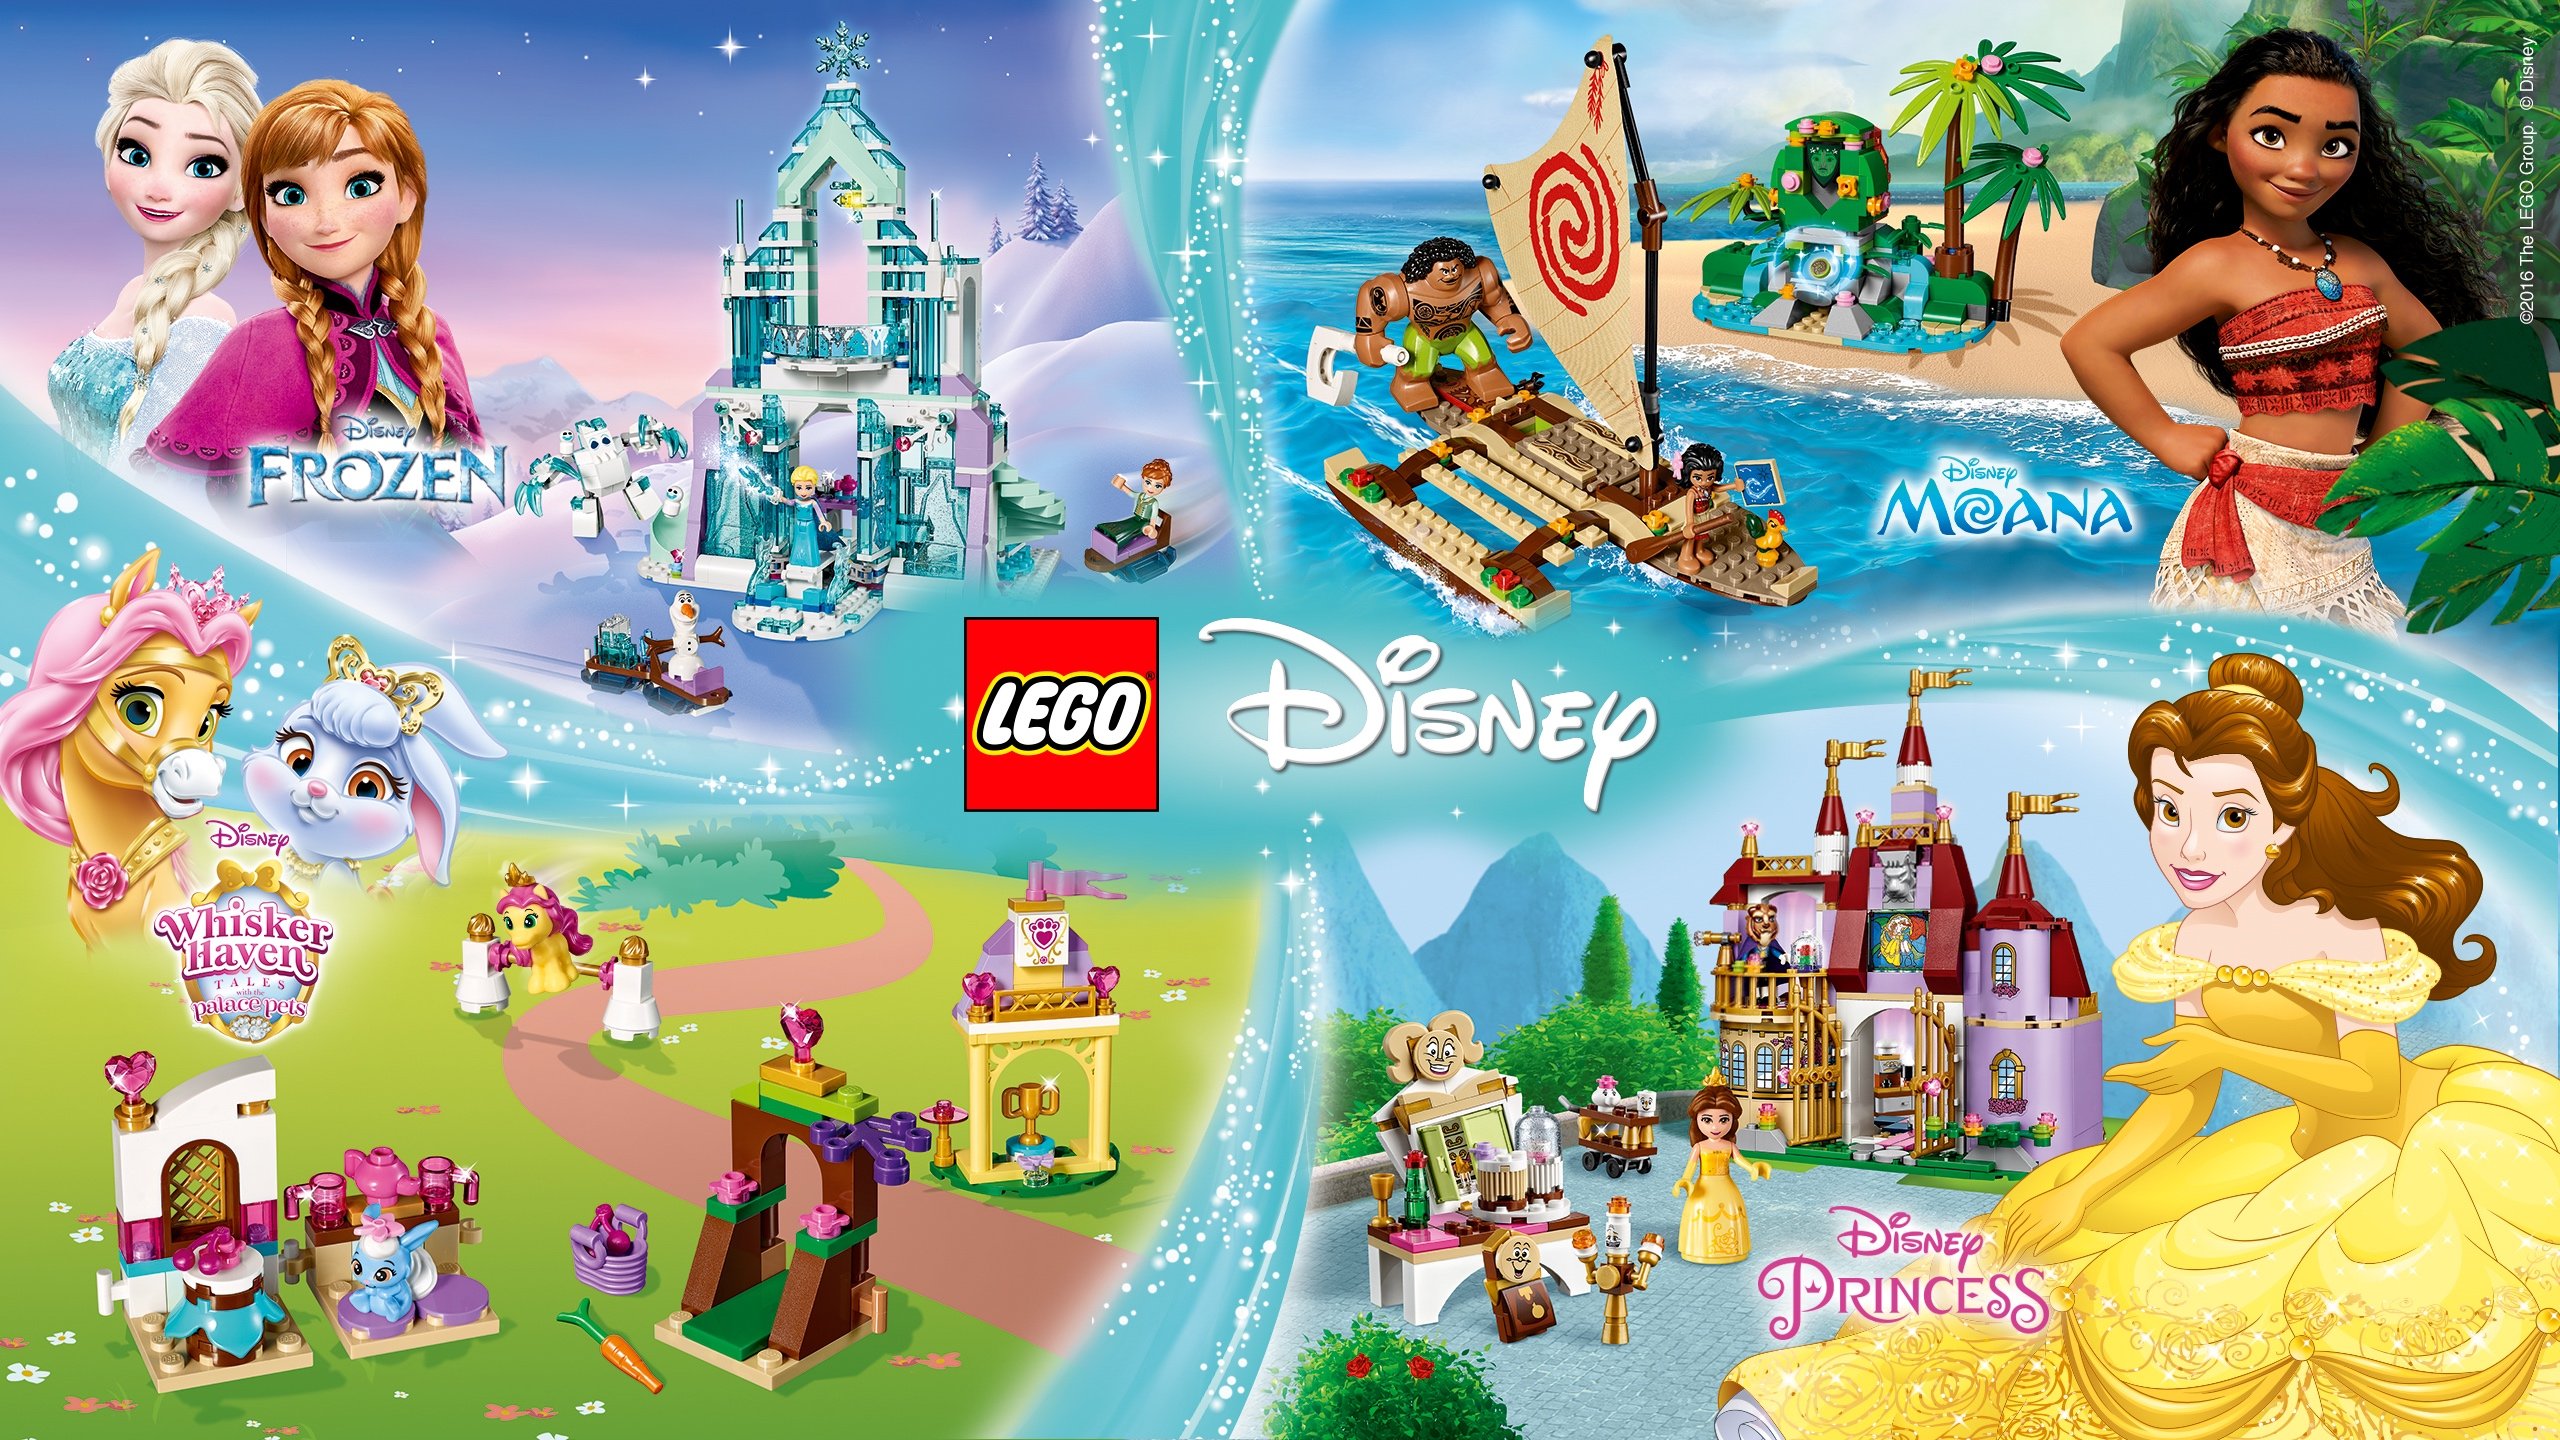 Disney
FROZEN
Disney
MOANA
©2016 The LEGO Group. © Disney
LEGO
Disney
Disney
Whisker
Haven
TALES
with the
palace pets
Disney
PRINCESS